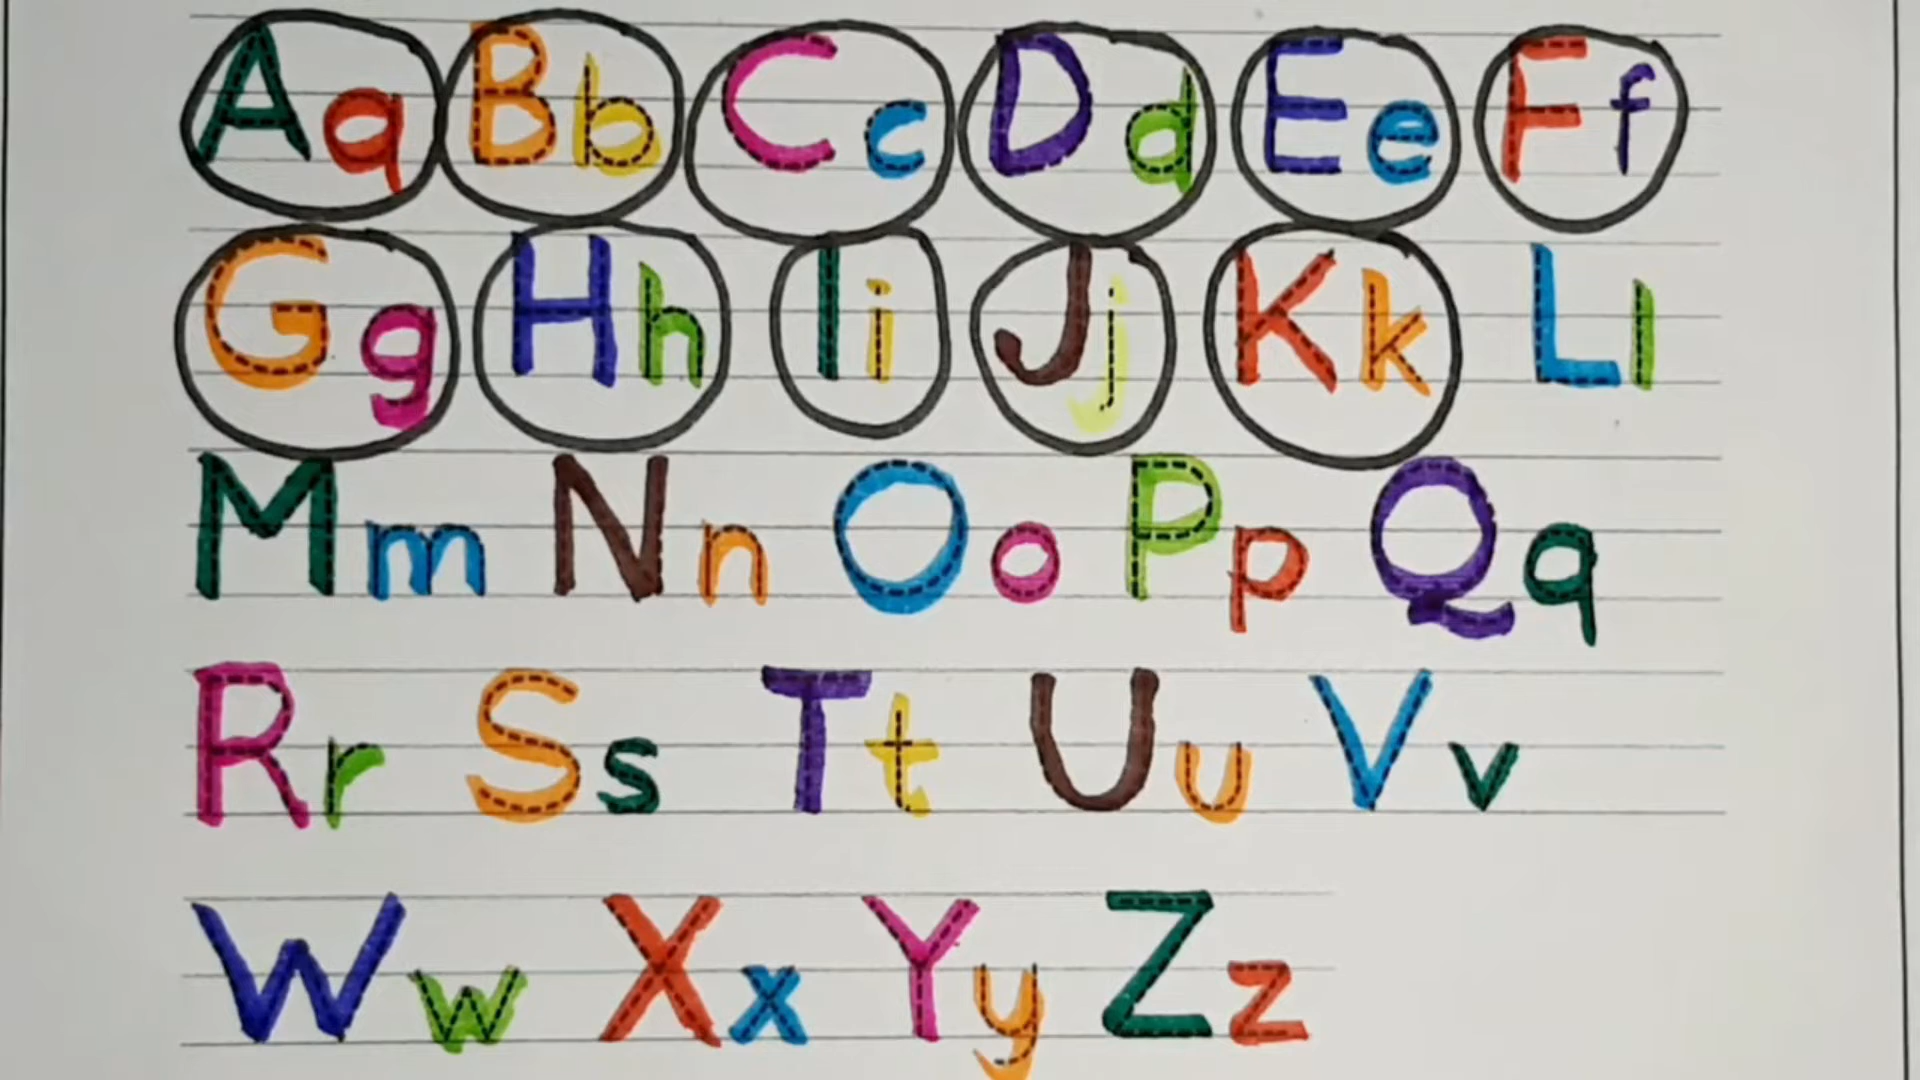 Aa Bb Cc Dd Ee Ff
Gg Hh Ii Jj Kk Ll
Mm Nn Oo Pp Qq
Rr Ss Tt Uu Vv
Ww Xx Yy Zz